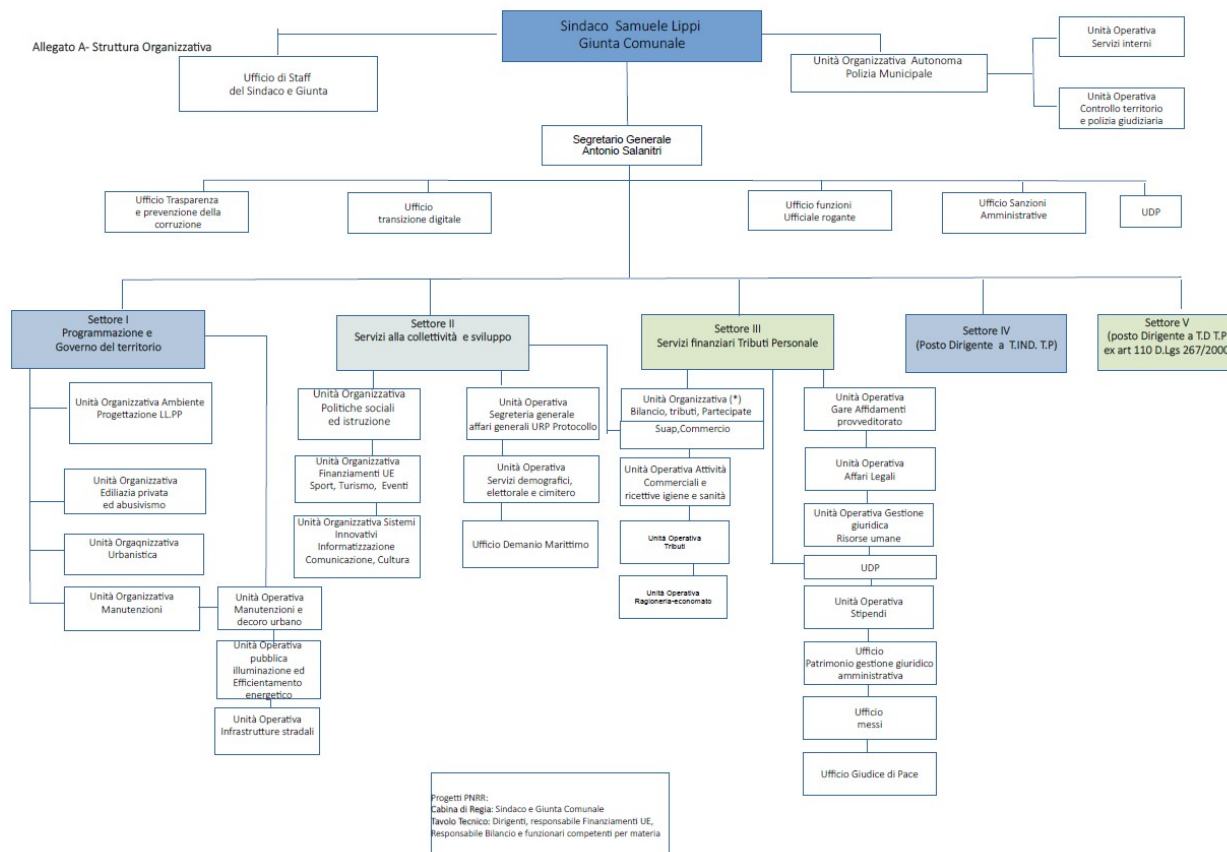 Allegato A- Struttura Organizzativa
Sindaco Samuele Lippi
Giunta Comunale
Ufficio di Staff
del Sindaco e Giunta
Unità Organizzativa Autonoma
Polizia Municipale
Unità Operativa
Servizi interni
Unità Operativa
Controllo territorio
e polizia giudiziaria
Segretario Generale
Antonio Salanitri
Ufficio Trasparenza
e prevenzione della
corruzione
Ufficio
transizione digitale
Ufficio funzioni
Ufficiale rogante
Ufficio Sanzioni
Amministrative
UDP
Settore I
Programmazione e
Governo del territorio
Settore II
Servizi alla collettività e sviluppo
Settore III
Servizi finanziari Tributi Personale
Settore IV
(Posto Dirigente a T.IND. T.P)
Settore V
(posto Dirigente a T.D T.P
ex art 110 D.Lgs 267/2000
Unità Organizzativa Ambiente
Progettazione LL.PP
Unità Organizzativa
Ediliazia privata
ed abusivismo
Unità Orgaqnizzativa
Urbanistica
Unità Organizzativa
Manutenzioni
Unità Operativa
Manutenzioni e
decoro urbano
Unità Operativa
pubblica
illuminazione ed
Efficientamento
energetico
Unità Operativa
Infrastrutture stradali
Unità Organizzativa
Politiche sociali
ed istruzione
Unità Organizzativa
Finanziamenti UE
Sport, Turismo, Eventi
Unità Organizzativa Sistemi
Innovativi
Informatizzazione
Comunicazione, Cultura
Unità Operativa
Segreteria generale
affari generali URP Protocollo
Unità Operativa
Servizi demografici,
elettorale e cimitero
Ufficio Demanio Marittimo
Unità Organizzativa (*)
Bilancio, tributi, Partecipate
Suap,Commercio
Unità Operativa Attività
Commerciali e
ricettive igiene e sanità
Unità Operativa
Tributi
Unità Operativa
Ragioneria-economato
Unità Operativa
Gare Affidamenti
provveditorato
Unità Operativa
Affari Legali
Unità Operativa Gestione
giuridica
Risorse umane
UDP
Unità Operativa
Stipendi
Ufficio
Patrimonio gestione giuridico
amministrativa
Ufficio
messi
Ufficio Giudice di Pace
Progetti PNRR:
Cabina di Regia: Sindaco e Giunta Comunale
Tavolo Tecnico: Dirigenti, responsabile Finanziamenti UE,
Responsabile Bilancio e funzionari competenti per materia